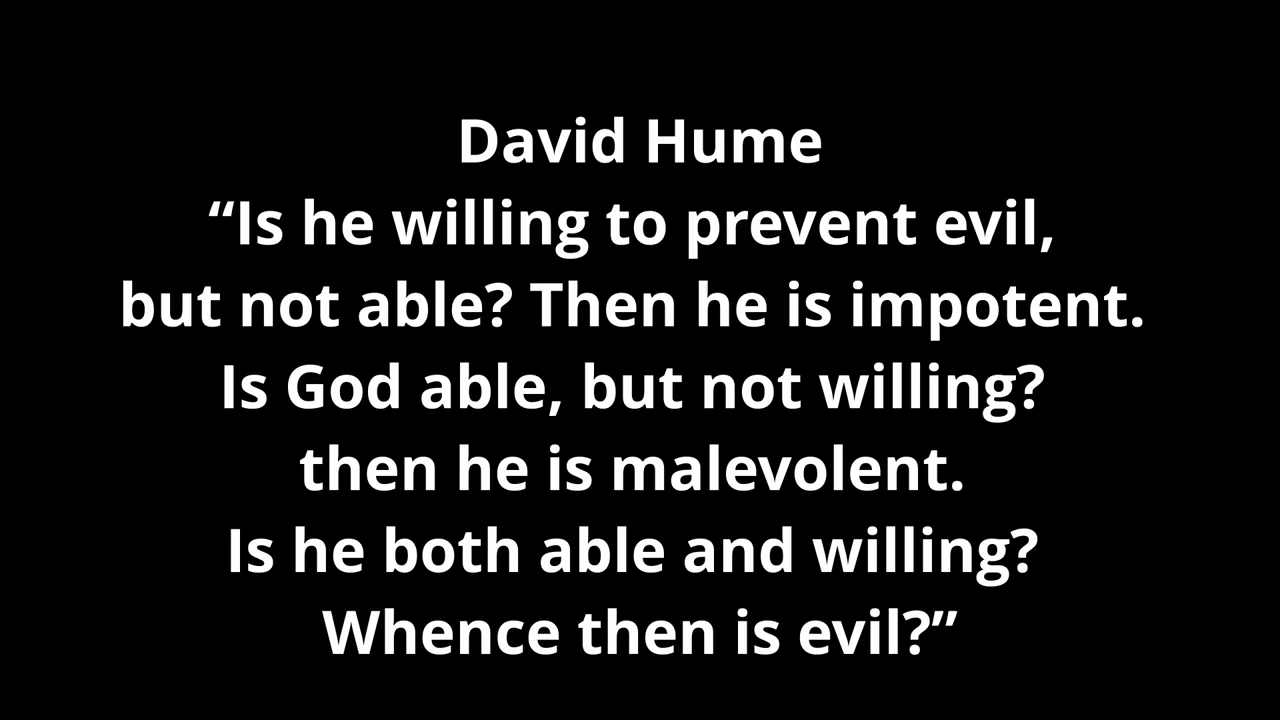 David Hume
“Is he willing to prevent evil,
but not able? Then he is impotent.
Is God able, but not willing?
then he is malevolent.
Is he both able and willing?
Whence then is evil?”